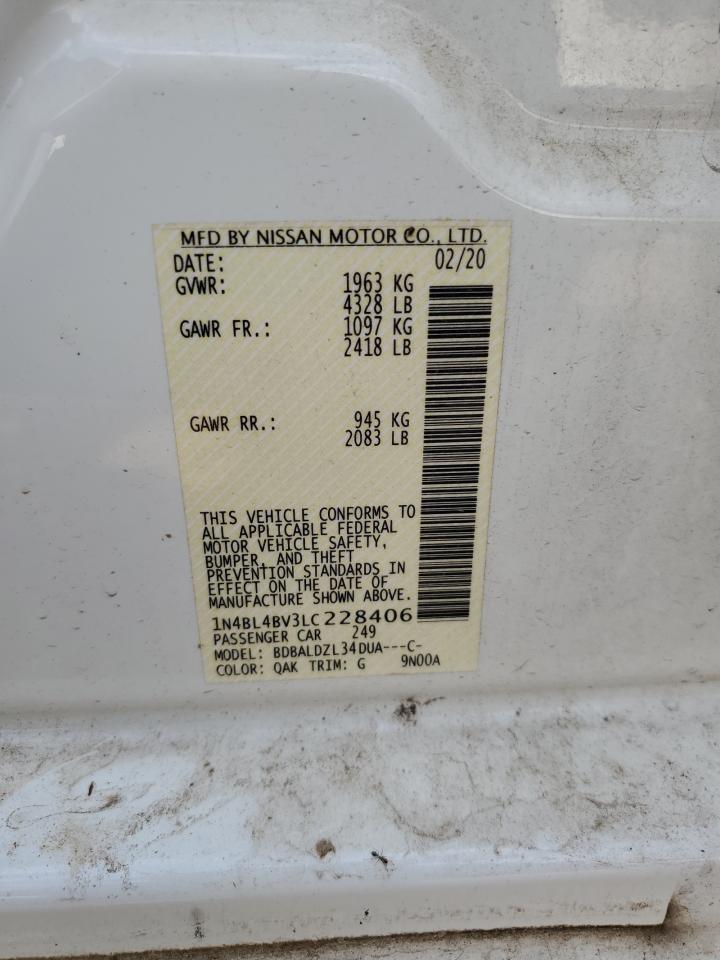 MFD BY NISSAN MOTOR CO., LTD.
DATE: 02/20
GVWR: 1963 KG
4328 LB
GAWR FR.: 1097 KG
2418 LB
GAWR RR.: 945 KG
2083 LB
THIS VEHICLE CONFORMS TO
ALL APPLICABLE FEDERAL
MOTOR VEHICLE SAFETY,
BUMPER, AND THEFT
PREVENTION STANDARDS IN
EFFECT ON THE DATE OF
MANUFACTURE SHOWN ABOVE.
1N4BL4BV3LC228406
PASSENGER CAR 249
MODEL: BDBALDZL34DUA---C-
COLOR: QAK TRIM: G 9N00A